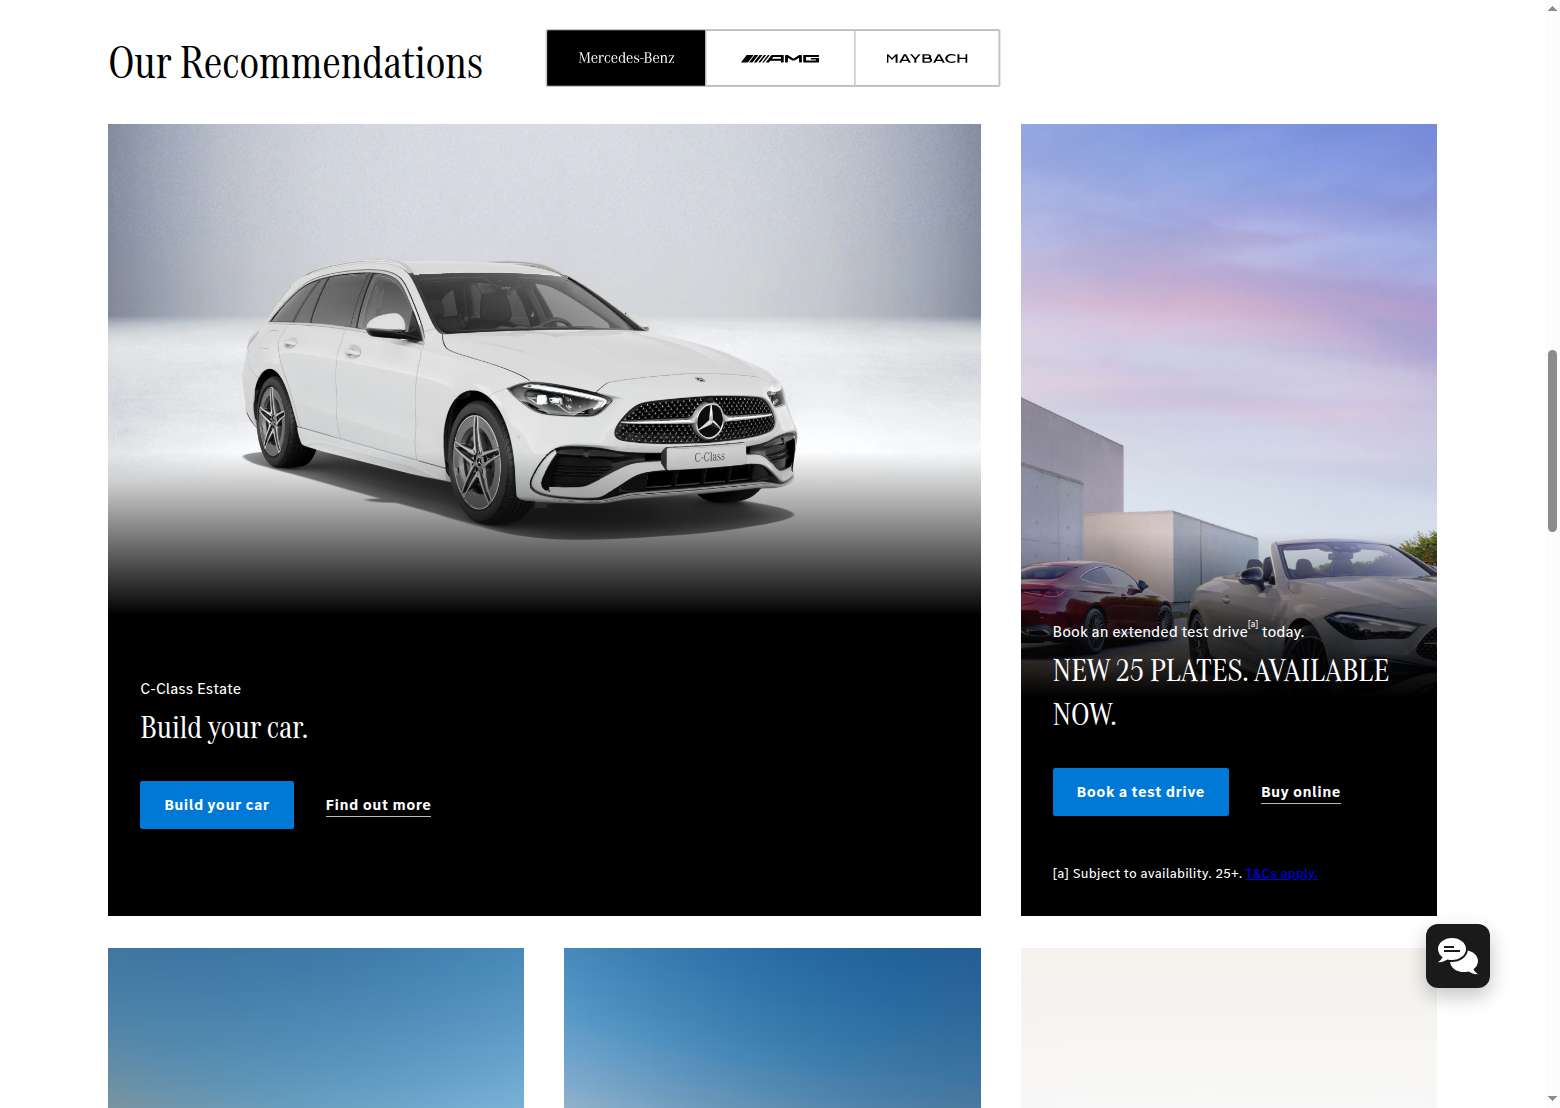 Our Recommendations
Mercedes-Benz
AMG
MAYBACH
C-Class
C-Class Estate
Build your car.
Build your car
Find out more
Book an extended test drive[a] today.
NEW 25 PLATES. AVAILABLE
NOW.
Book a test drive
Buy online
[a] Subject to availability. 25+. T&Cs apply.